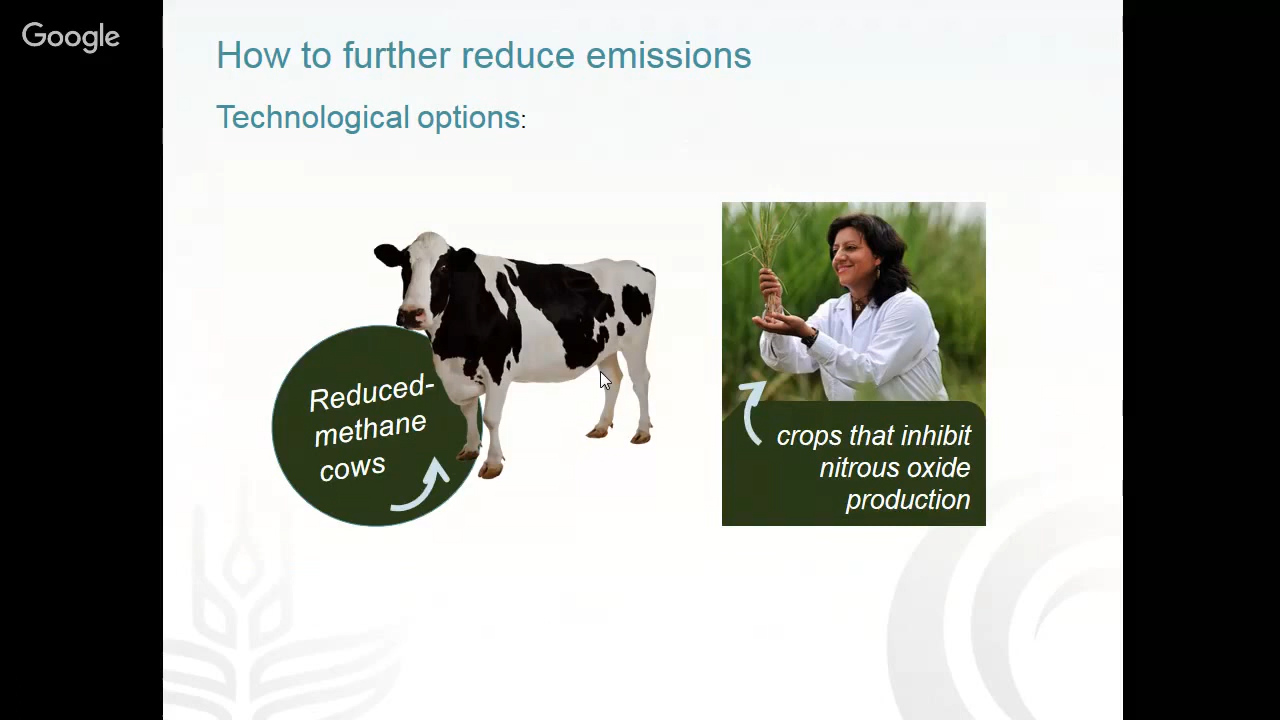 Google
How to further reduce emissions
Technological options:
Reduced-
methane
cows
crops that inhibit
nitrous oxide
production